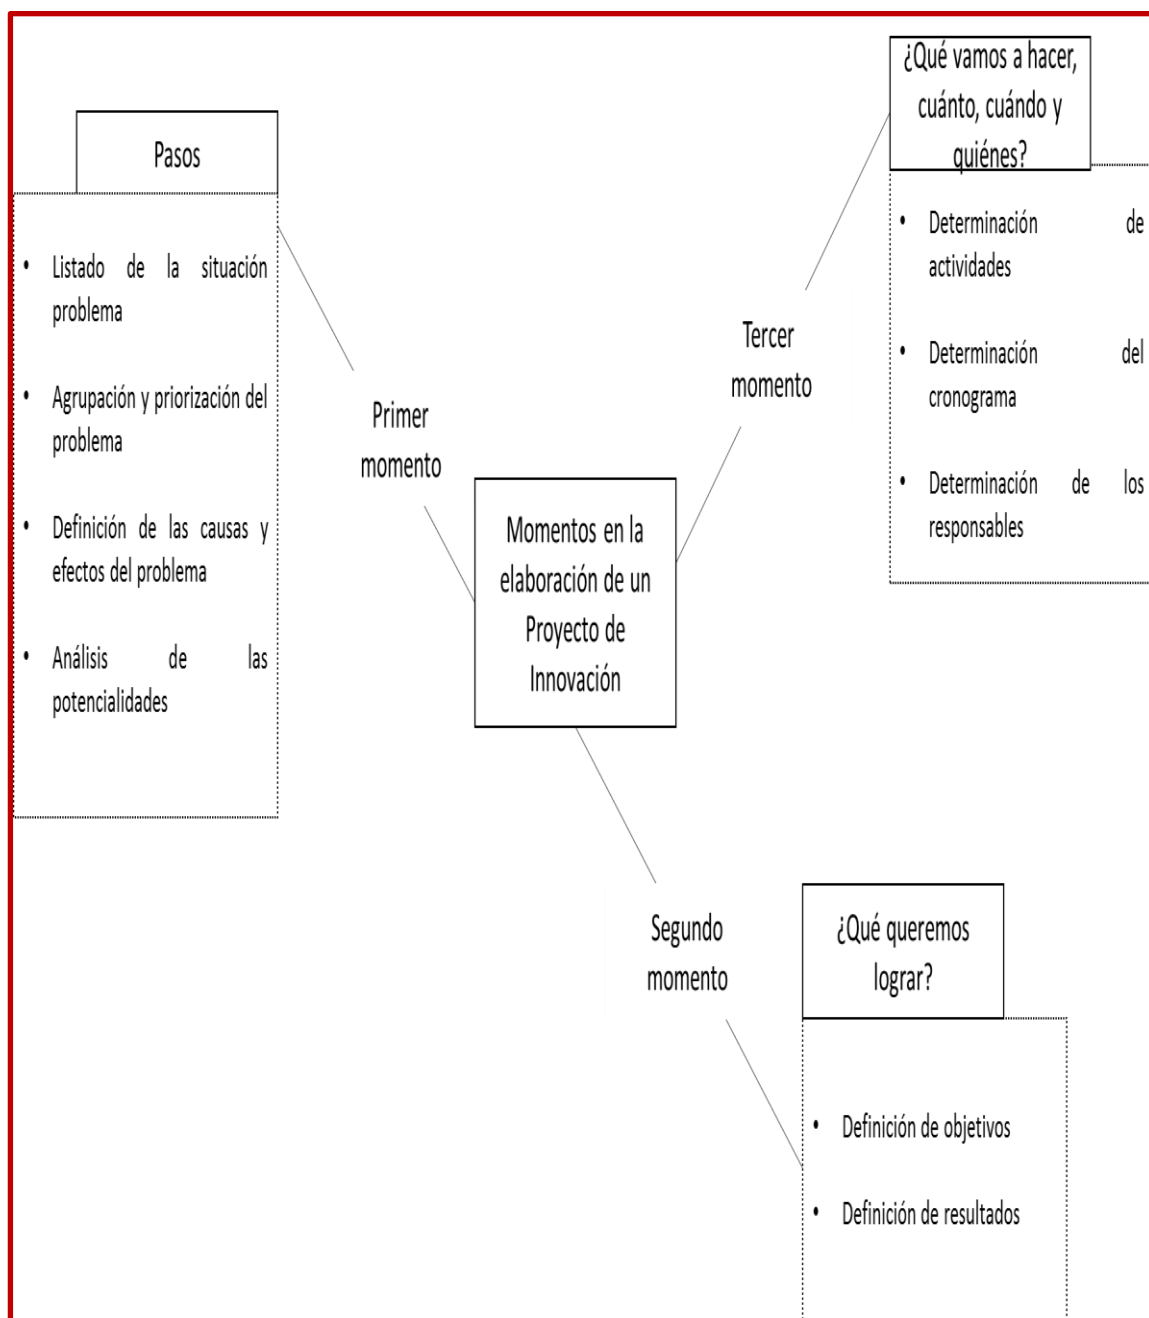 Pasos
• Listado de la situación
problema
• Agrupación y priorización del
problema
• Definición de las causas y
efectos del problema
• Análisis de las
potencialidades
Primer
momento
Momentos en la
elaboración de un
Proyecto de
Innovación
Tercer
momento
¿Qué vamos a hacer,
cuánto, cuándo y
quiénes?
• Determinación de
actividades
• Determinación del
cronograma
• Determinación de los
responsables
Segundo
momento
¿Qué queremos
lograr?
• Definición de objetivos
• Definición de resultados